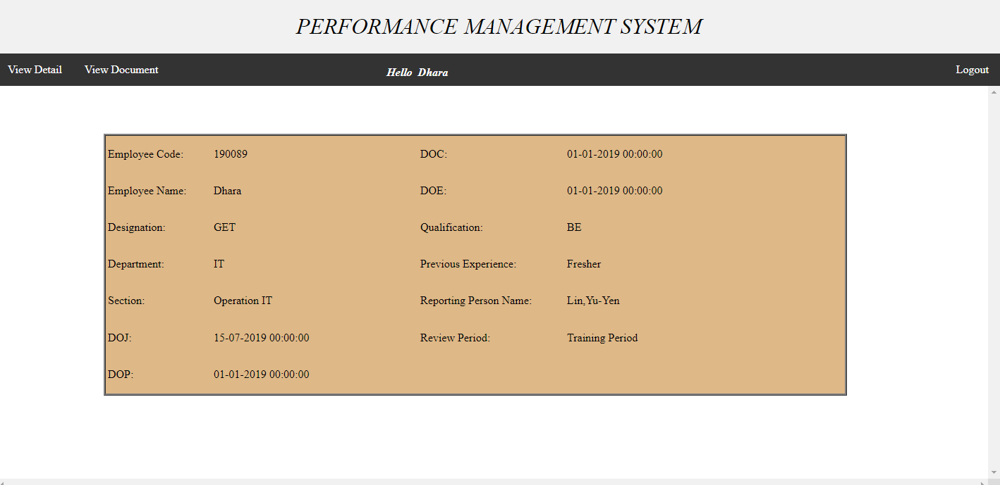 PERFORMANCE MANAGEMENT SYSTEM
View Detail View Document Hello Dhara Logout
Employee Code: 190089 DOC: 01-01-2019 00:00:00
Employee Name: Dhara DOE: 01-01-2019 00:00:00
Designation: GET Qualification: BE
Department: IT Previous Experience: Fresher
Section: Operation IT Reporting Person Name: Lin,Yu-Yen
DOJ: 15-07-2019 00:00:00 Review Period: Training Period
DOP: 01-01-2019 00:00:00